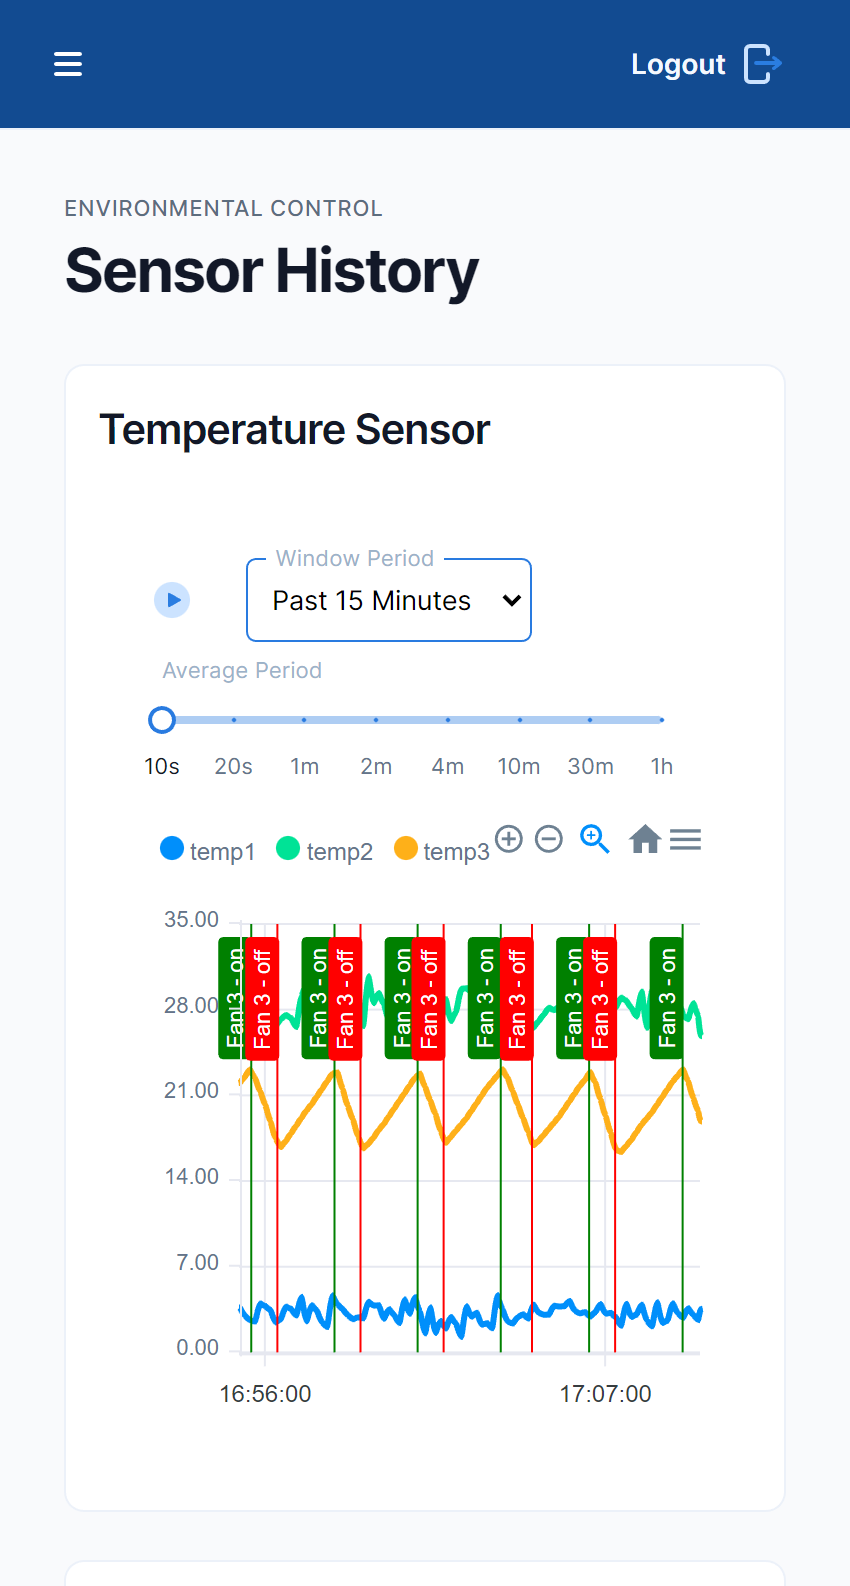 Logout
ENVIRONMENTAL CONTROL
Sensor History
Temperature Sensor
Window Period
Past 15 Minutes
Average Period
10s 20s 1m 2m 4m 10m 30m 1h
temp1 temp2 temp3
35.00
28.00
21.00
14.00
7.00
0.00
Fan 3 - on
Fan 3 - off
Fan 3 - on
Fan 3 - off
Fan 3 - on
Fan 3 - off
Fan 3 - on
Fan 3 - off
Fan 3 - on
Fan 3 - off
Fan 3 - on
16:56:00 17:07:00